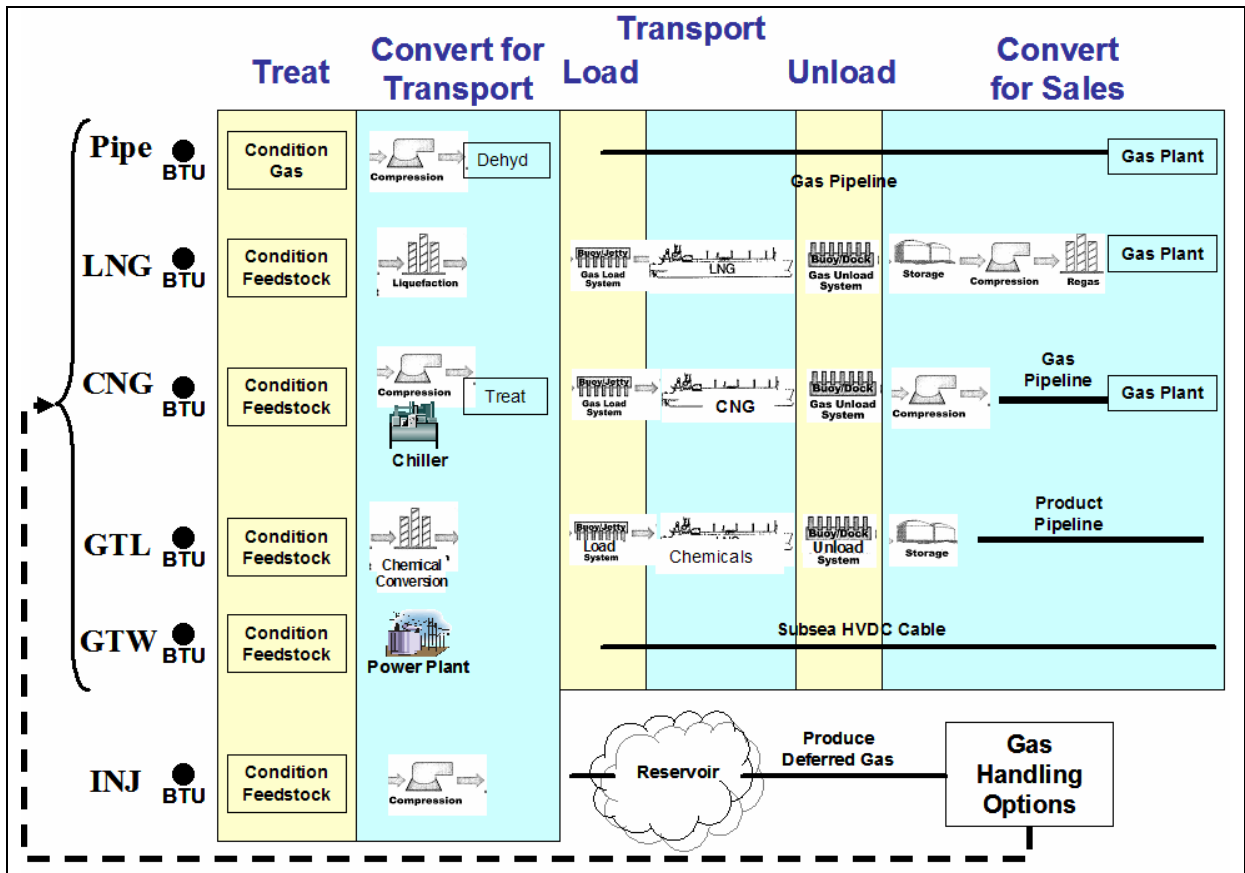 Transport
Treat
Convert for
Transport
Load
Unload
Convert
for Sales
Pipe
BTU
Condition
Gas
Compression
Dehyd
Gas Pipeline
Gas Plant
LNG
BTU
Condition
Feedstock
Liquefaction
Buoy/Jetty
Gas Load
System
LNG
Buoy/Dock
Gas Unload
System
Storage
Compression
Regas
Gas Plant
CNG
BTU
Condition
Feedstock
Compression
Treat
Chiller
Buoy/Jetty
Gas Load
System
CNG
Buoy/Dock
Gas Unload
System
Compression
Gas
Pipeline
Gas Plant
GTL
BTU
Condition
Feedstock
Chemical
Conversion
Buoy/Jetty
Load
System
Chemicals
Buoy/Dock
Unload
System
Storage
Product
Pipeline
GTW
BTU
Condition
Feedstock
Power Plant
Subsea HVDC Cable
INJ
BTU
Condition
Feedstock
Compression
Reservoir
Produce
Deferred Gas
Gas
Handling
Options